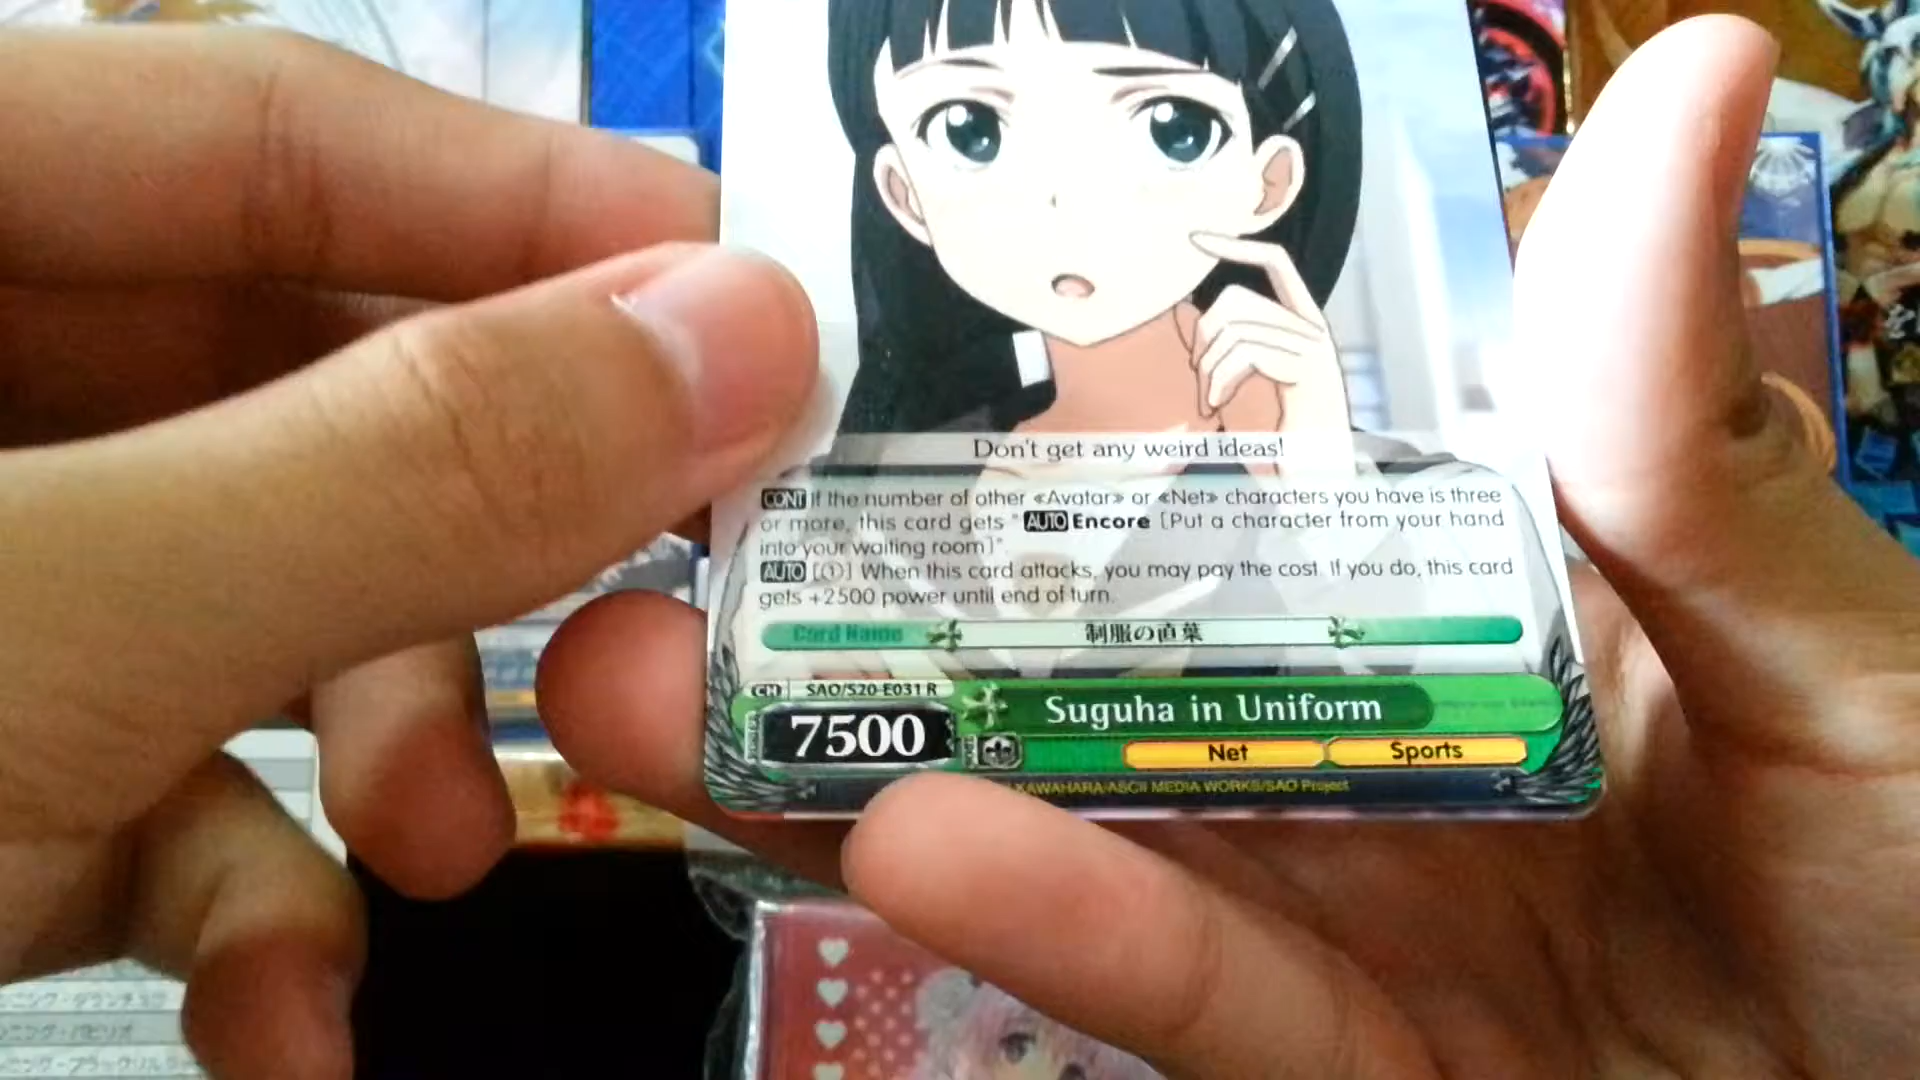 Don't get any weird ideas!
CONT If the number of other «Avatar» or «Net» characters you have is three
or more, this card gets "AUTO Encore [Put a character from your hand
into your waiting room]".
AUTO [①] When this card attacks, you may pay the cost. If you do, this card
gets +2500 power until end of turn.
Card Name 制服の直葉
CH SAO/S20-E031 R
7500 Suguha in Uniform
Net Sports
KAWAHARA/ASCII MEDIA WORKS/SAO Project